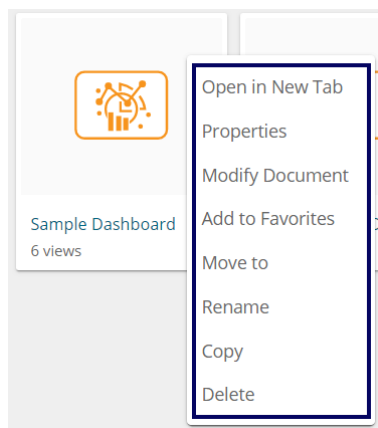 Sample Dashboard
6 views
Open in New Tab
Properties
Modify Document
Add to Favorites
Move to
Rename
Copy
Delete